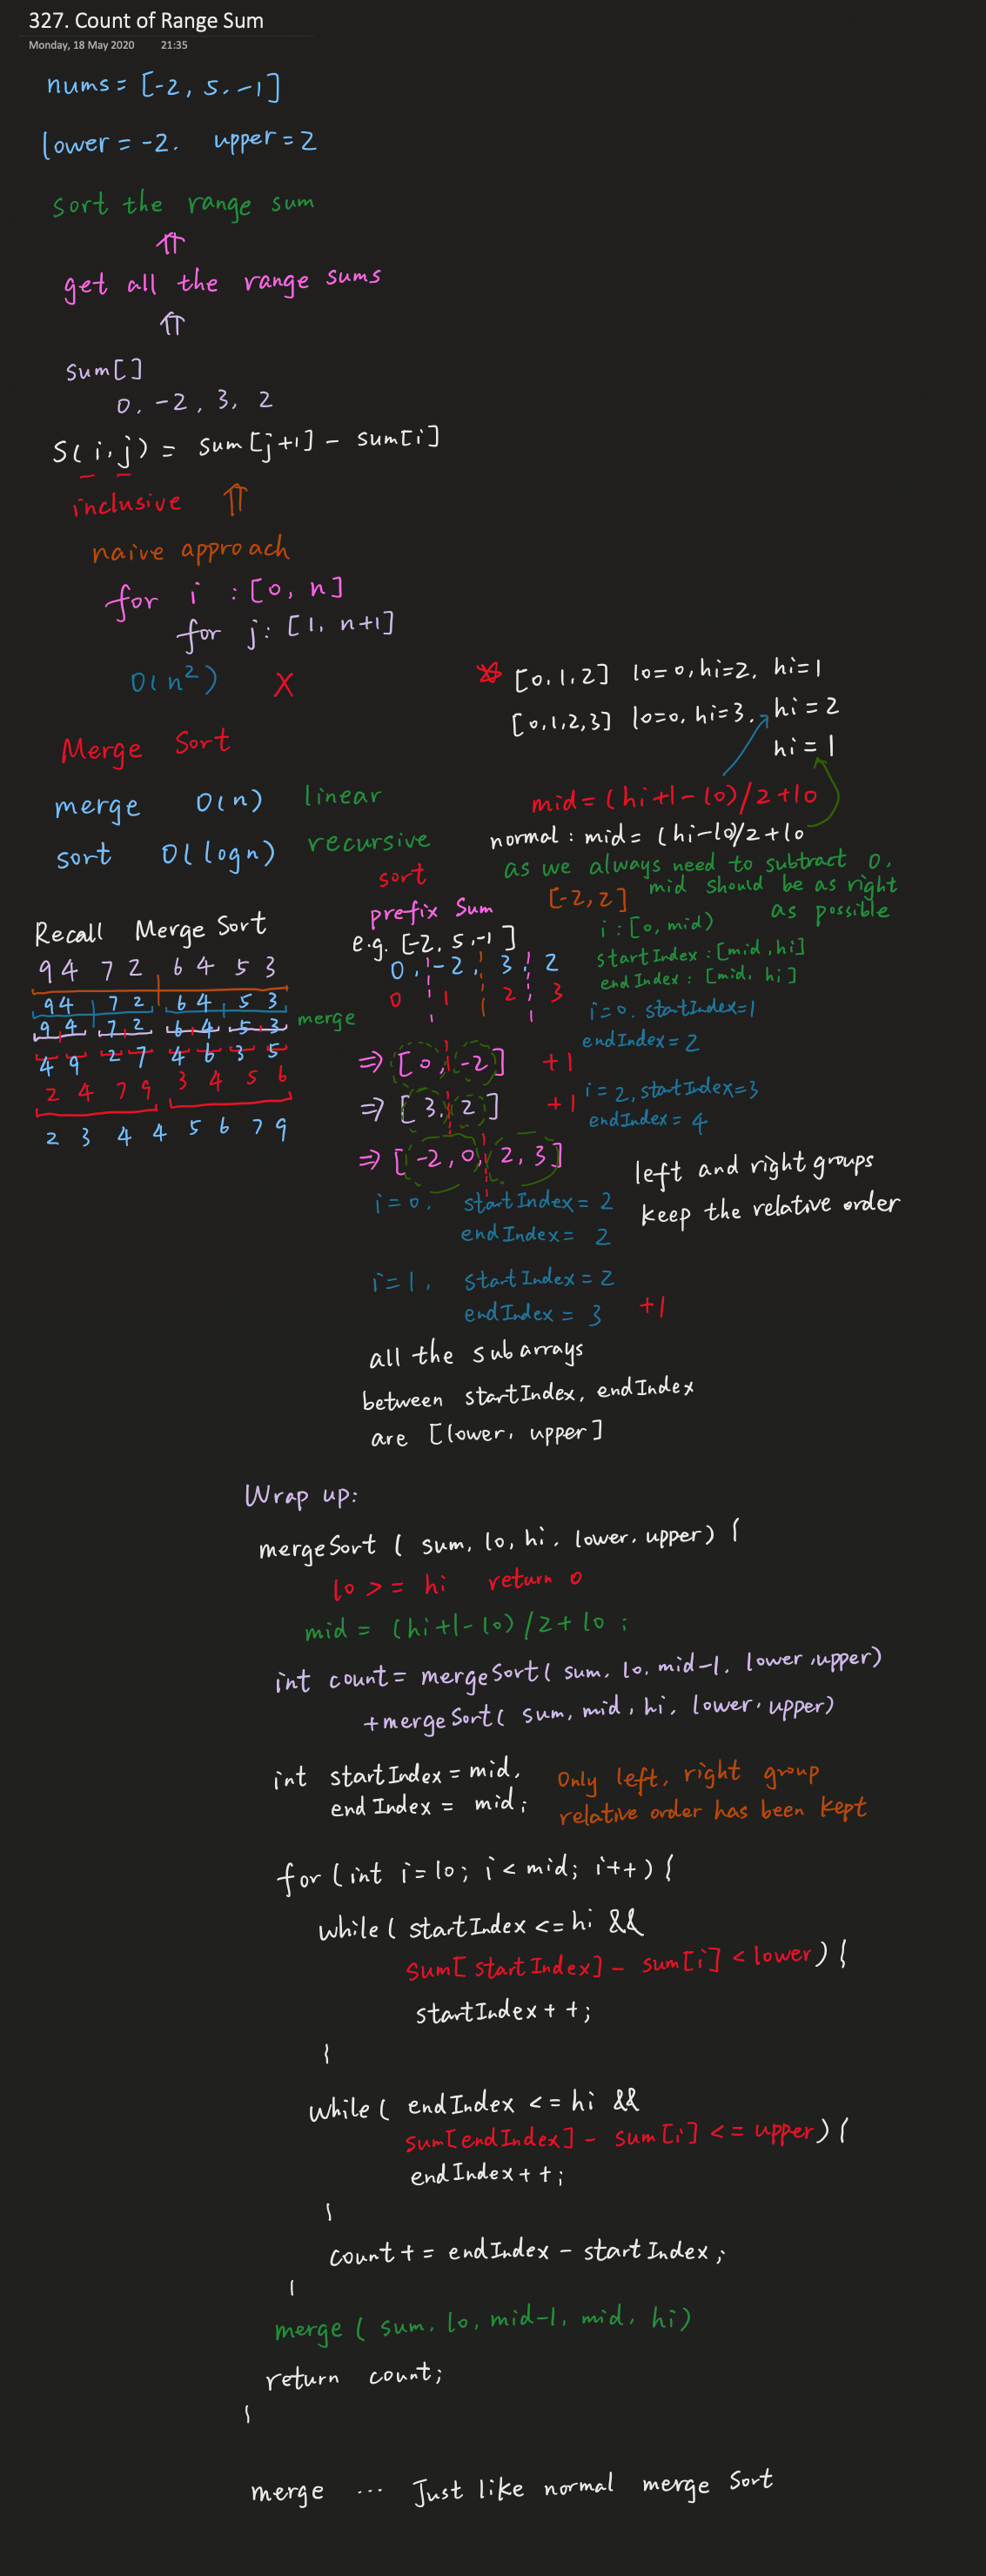 327. Count of Range Sum
Monday, 18 May 2020 21:35
nums = [-2, 5. -1]
lower = -2. upper = 2
sort the range sum
⇑
get all the range sums
⇑
sum[]
0. -2, 3, 2
S(i.j) = sum[j+1] - sum[i]
inclusive ⇑
naive approach
for i : [0, n]
for j: [1, n+1]
O(n²) X
Merge Sort
merge O(n) linear
sort O(logn) recursive
Recall Merge Sort
9 4 7 2 6 4 5 3
9 4 7 2 6 4 5 3
9 4 7 2 6 4 5 3 merge
4 9 2 7 4 6 3 5
2 4 7 9 3 4 5 6
2 3 4 4 5 6 7 9
[0,1,2] lo=0,hi=2, hi=1
[0,1,2,3] lo=0, hi=3. hi=2
hi=1
mid=(hi+1-lo)/2+lo
normal: mid= (hi-lo)/2+lo
as we always need to subtract 0.
mid should be as right
as possible
sort
prefix Sum
e.g. [-2, 5,-1]
0, -2, 3, 2
0 1 2 3
[-2,2]
i:[0, mid)
startIndex:[mid,hi]
endIndex: [mid, hi]
i=0. startIndex=1
endIndex=2
i=2, startIndex=3
endIndex=4
⇒ [0, -2] +1
⇒ [3, 2] +1
⇒ [-2,0, 2,3]
left and right groups
keep the relative order
i=0. startIndex=2
endIndex= 2
i=1. startIndex=2
endIndex = 3 +1
all the subarrays
between startIndex, endIndex
are [lower, upper]
Wrap up:
mergeSort ( sum, lo, hi. lower. upper) {
lo >= hi return 0
mid = (hi+1-lo)/2+lo ;
int count= mergeSort( sum. lo. mid-1. lower ,upper)
+mergeSort( sum, mid, hi, lower, upper)
int startIndex = mid,
endIndex = mid;
Only left, right group
relative order has been kept
for (int i=lo; i< mid; i++) {
while ( startIndex <= hi &&
sum[startIndex] - sum[i] < lower) {
startIndex++;
}
while ( endIndex <= hi &&
sum[endIndex] - sum[i] <= upper) {
endIndex++;
}
count+= endIndex - startIndex;
}
merge ( sum. lo, mid-1, mid, hi)
return count;
}
merge ... Just like normal merge Sort